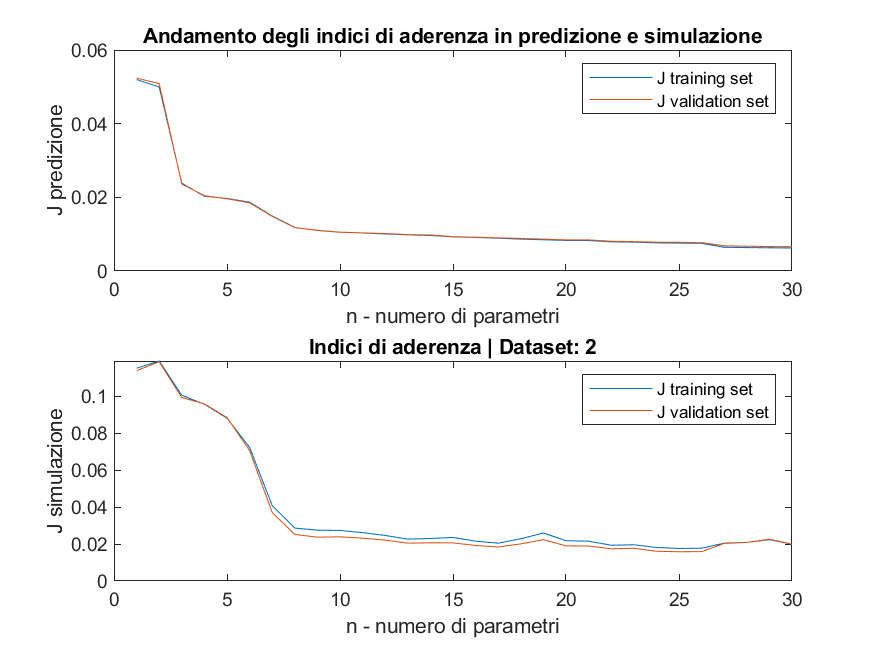 Andamento degli indici di aderenza in predizione e simulazione
0.06
0.04
0.02
0
J predizione
J training set
J validation set
0 5 10 15 20 25 30
n - numero di parametri
Indici di aderenza | Dataset: 2
0.1
0.08
0.06
0.04
0.02
0
J simulazione
J training set
J validation set
0 5 10 15 20 25 30
n - numero di parametri